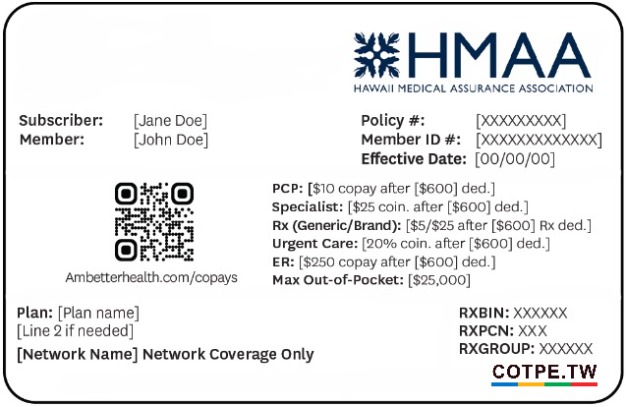 HMAA
HAWAII MEDICAL ASSURANCE ASSOCIATION
Subscriber: [Jane Doe]
Member: [John Doe]
Policy #: [XXXXXXXXX]
Member ID #: [XXXXXXXXXXXXX]
Effective Date: [00/00/00]
PCP: [$10 copay after [$600] ded.]
Specialist: [$25 coin. after [$600] ded.]
Rx (Generic/Brand): [$5/$25 after [$600] Rx ded.]
Urgent Care: [20% coin. after [$600] ded.]
ER: [$250 copay after [$600] ded.]
Max Out-of-Pocket: [$25,000]
Ambetterhealth.com/copays
Plan: [Plan name]
[Line 2 if needed]
[Network Name] Network Coverage Only
RXBIN: XXXXXX
RXPCN: XXX
RXGROUP: XXXXXX
COTPE.TW